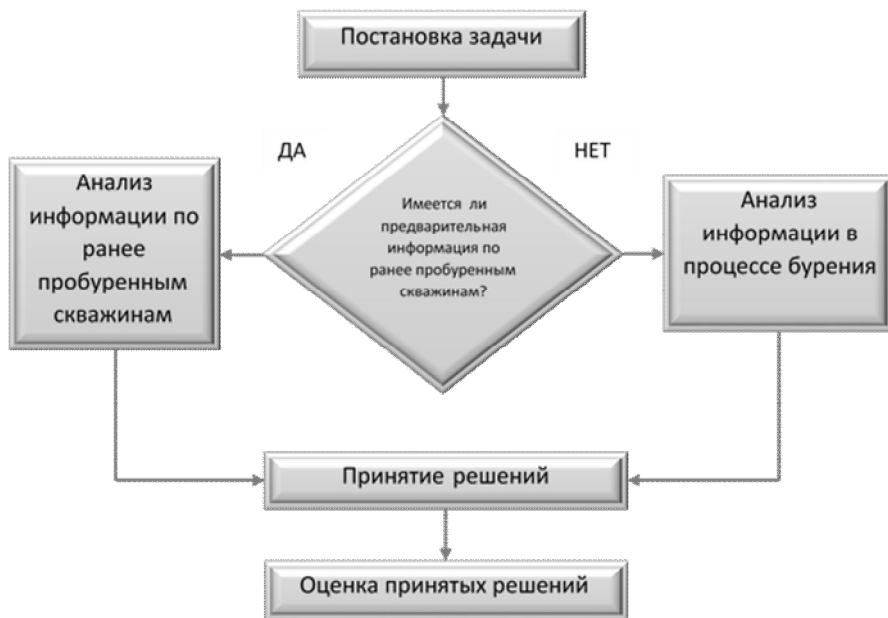 Постановка задачи
ДА
НЕТ
Анализ
информации по
ранее
пробуренным
скважинам
Имеется ли
предварительная
информация по
ранее пробуренным
скважинам?
Анализ
информации в
процессе бурения
Принятие решений
Оценка принятых решений